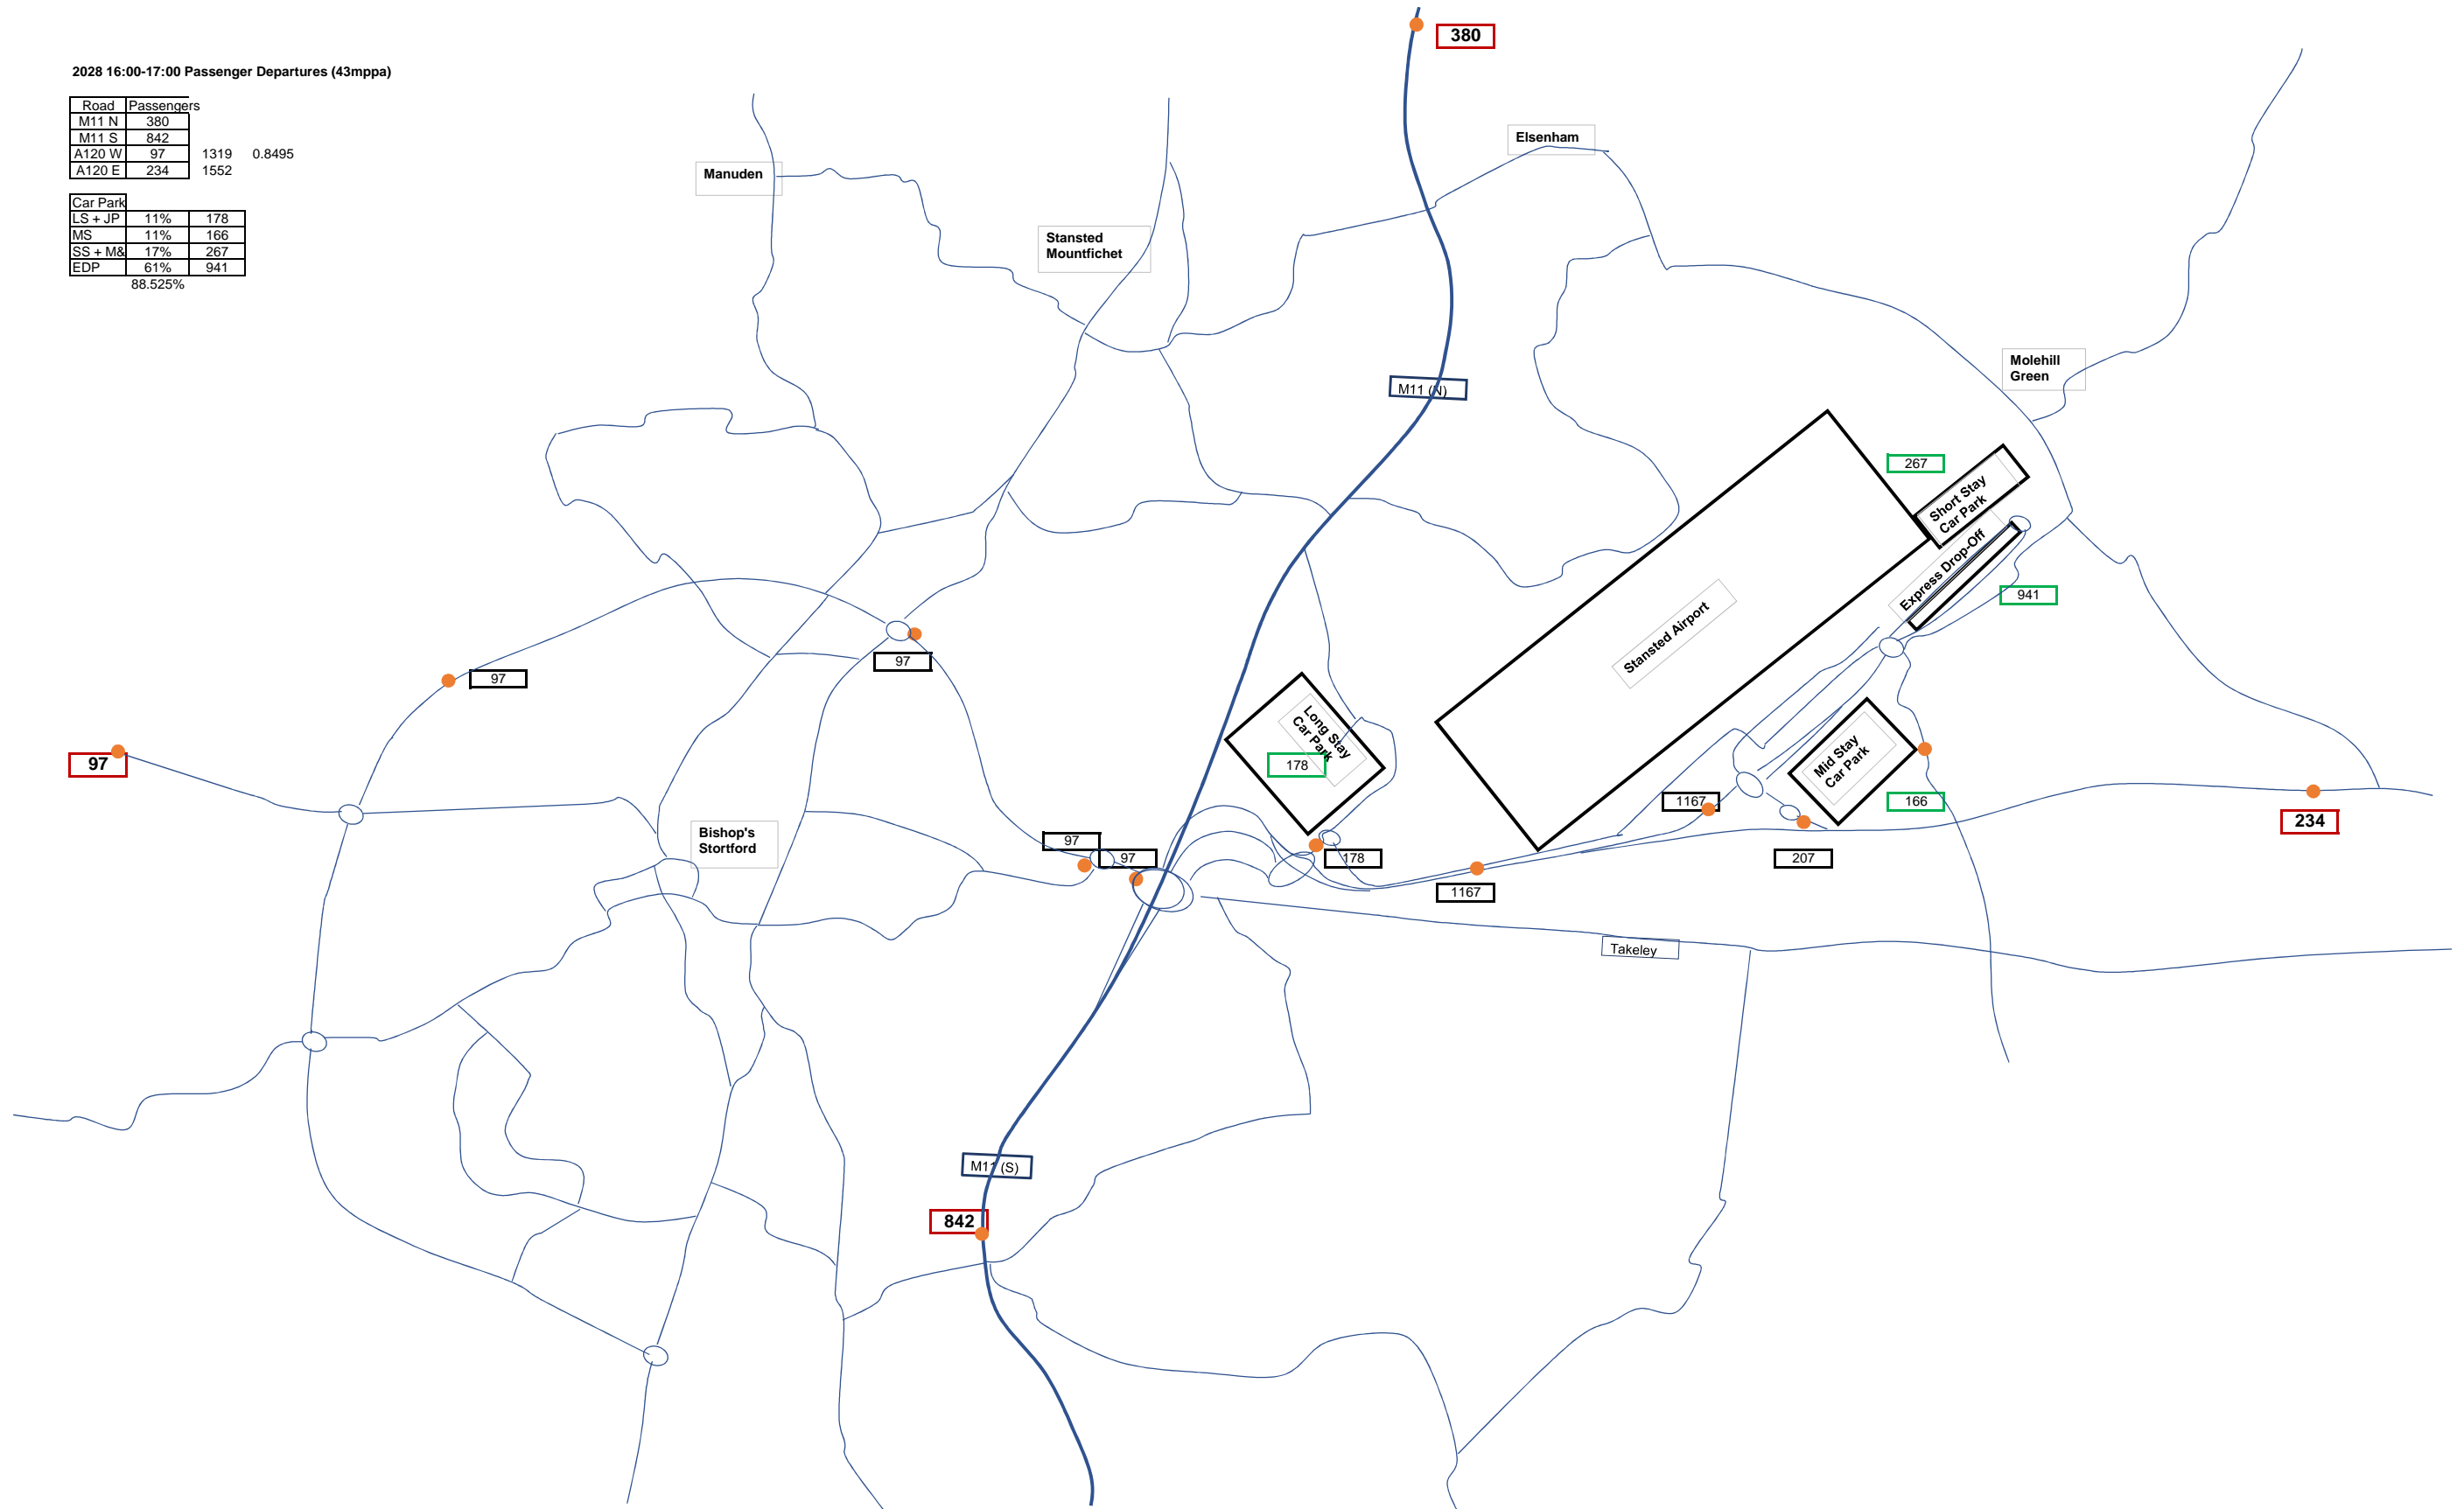 380
2028 16:00-17:00 Passenger Departures (43mppa)
Road Passengers
M11 N 380
M11 S 842
A120 W 97 1319 0.8495
A120 E 234 1552
Car Park
LS + JP 11% 178
MS 11% 166
SS + M& 17% 267
EDP 61% 941
88.525%
Elsenham
Manuden
Stansted
Mountfichet
Molehill
Green
M11 (N)
267
Short Stay
Car Park
Express Drop-Off
941
Stansted Airport
97
97
97
Long Stay
Car Park
178
Mid Stay
Car Park
1167
166
234
Bishop's
Stortford
97
97
178
207
1167
Takeley
M11 (S)
842